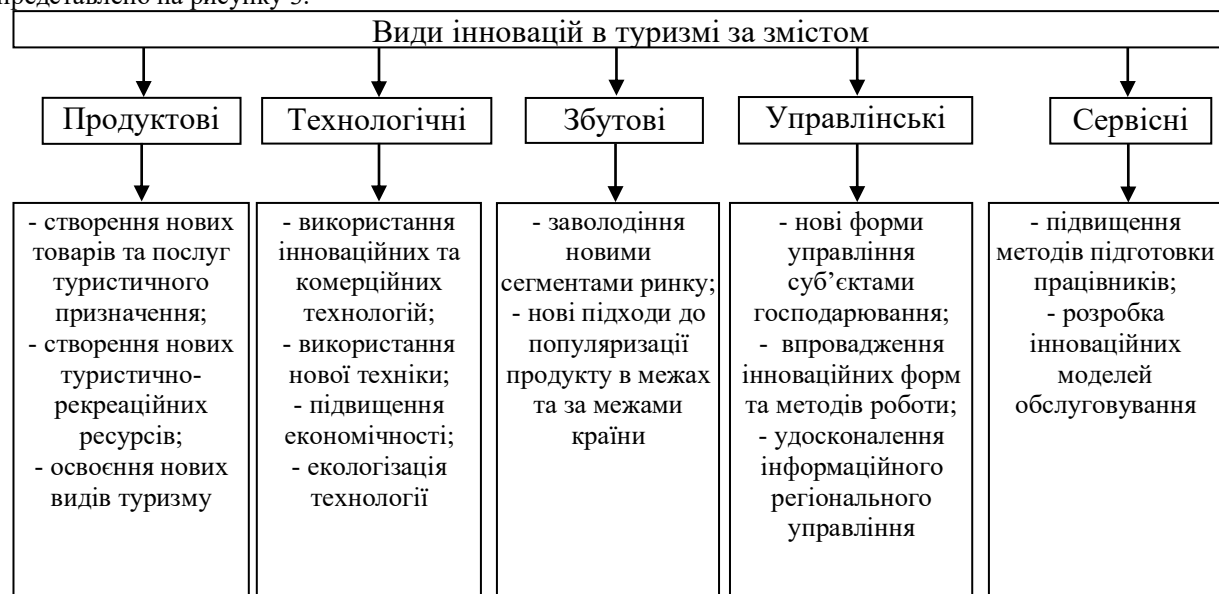 представлено на рисунку 3.
Види інновацій в туризмі за змістом
Продуктові
Технологічні
Збутові
Управлінські
Сервісні
- створення нових
товарів та послуг
туристичного
призначення;
- створення нових
туристично-
рекреаційних
ресурсів;
- освоєння нових
видів туризму
- використання
інноваційних та
комерційних
технологій;
- використання
нової техніки;
- підвищення
економічності;
- екологізація
технології
- заволодіння
новими
сегментами ринку;
- нові підходи до
популяризації
продукту в межах
та за межами
країни
- нові форми
управління
суб’єктами
господарювання;
- впровадження
інноваційних форм
та методів роботи;
- удосконалення
інформаційного
регіонального
управління
- підвищення
методів підготовки
працівників;
- розробка
інноваційних
моделей
обслуговування